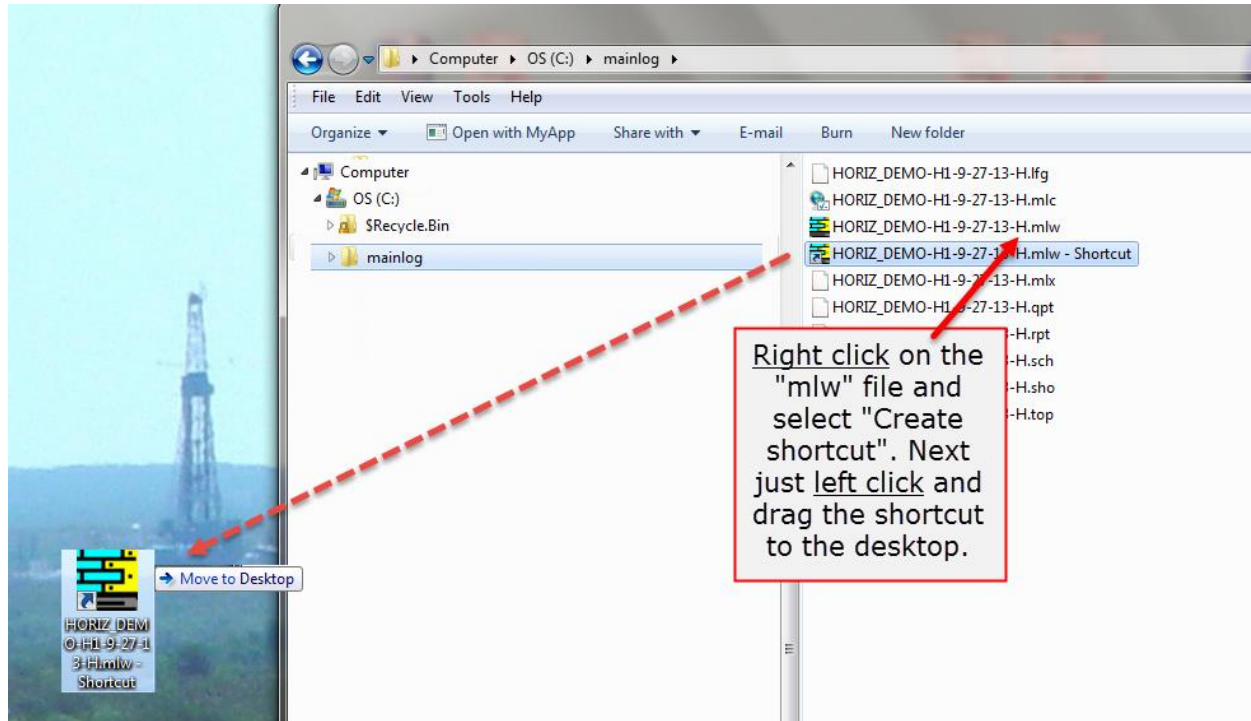 Computer ▸ OS (C:) ▸ mainlog ▸
File Edit View Tools Help
Organize Open with MyApp Share with E-mail Burn New folder
Computer
OS (C:)
$Recycle.Bin
mainlog
HORIZ_DEMO-H1-9-27-13-H.lfg
HORIZ_DEMO-H1-9-27-13-H.mlc
HORIZ_DEMO-H1-9-27-13-H.mlw
HORIZ_DEMO-H1-9-27-13-H.mlw - Shortcut
HORIZ_DEMO-H1-9-27-13-H.mlx
HORIZ_DEMO-H1-9-27-13-H.qpt
-H.rpt
-H.sch
-H.sho
-H.top
Right click on the
"mlw" file and
select "Create
shortcut". Next
just left click and
drag the shortcut
to the desktop.
Move to Desktop
HORIZ_DEM
O-H1-9-27-1
3-H.mlw -
Shortcut